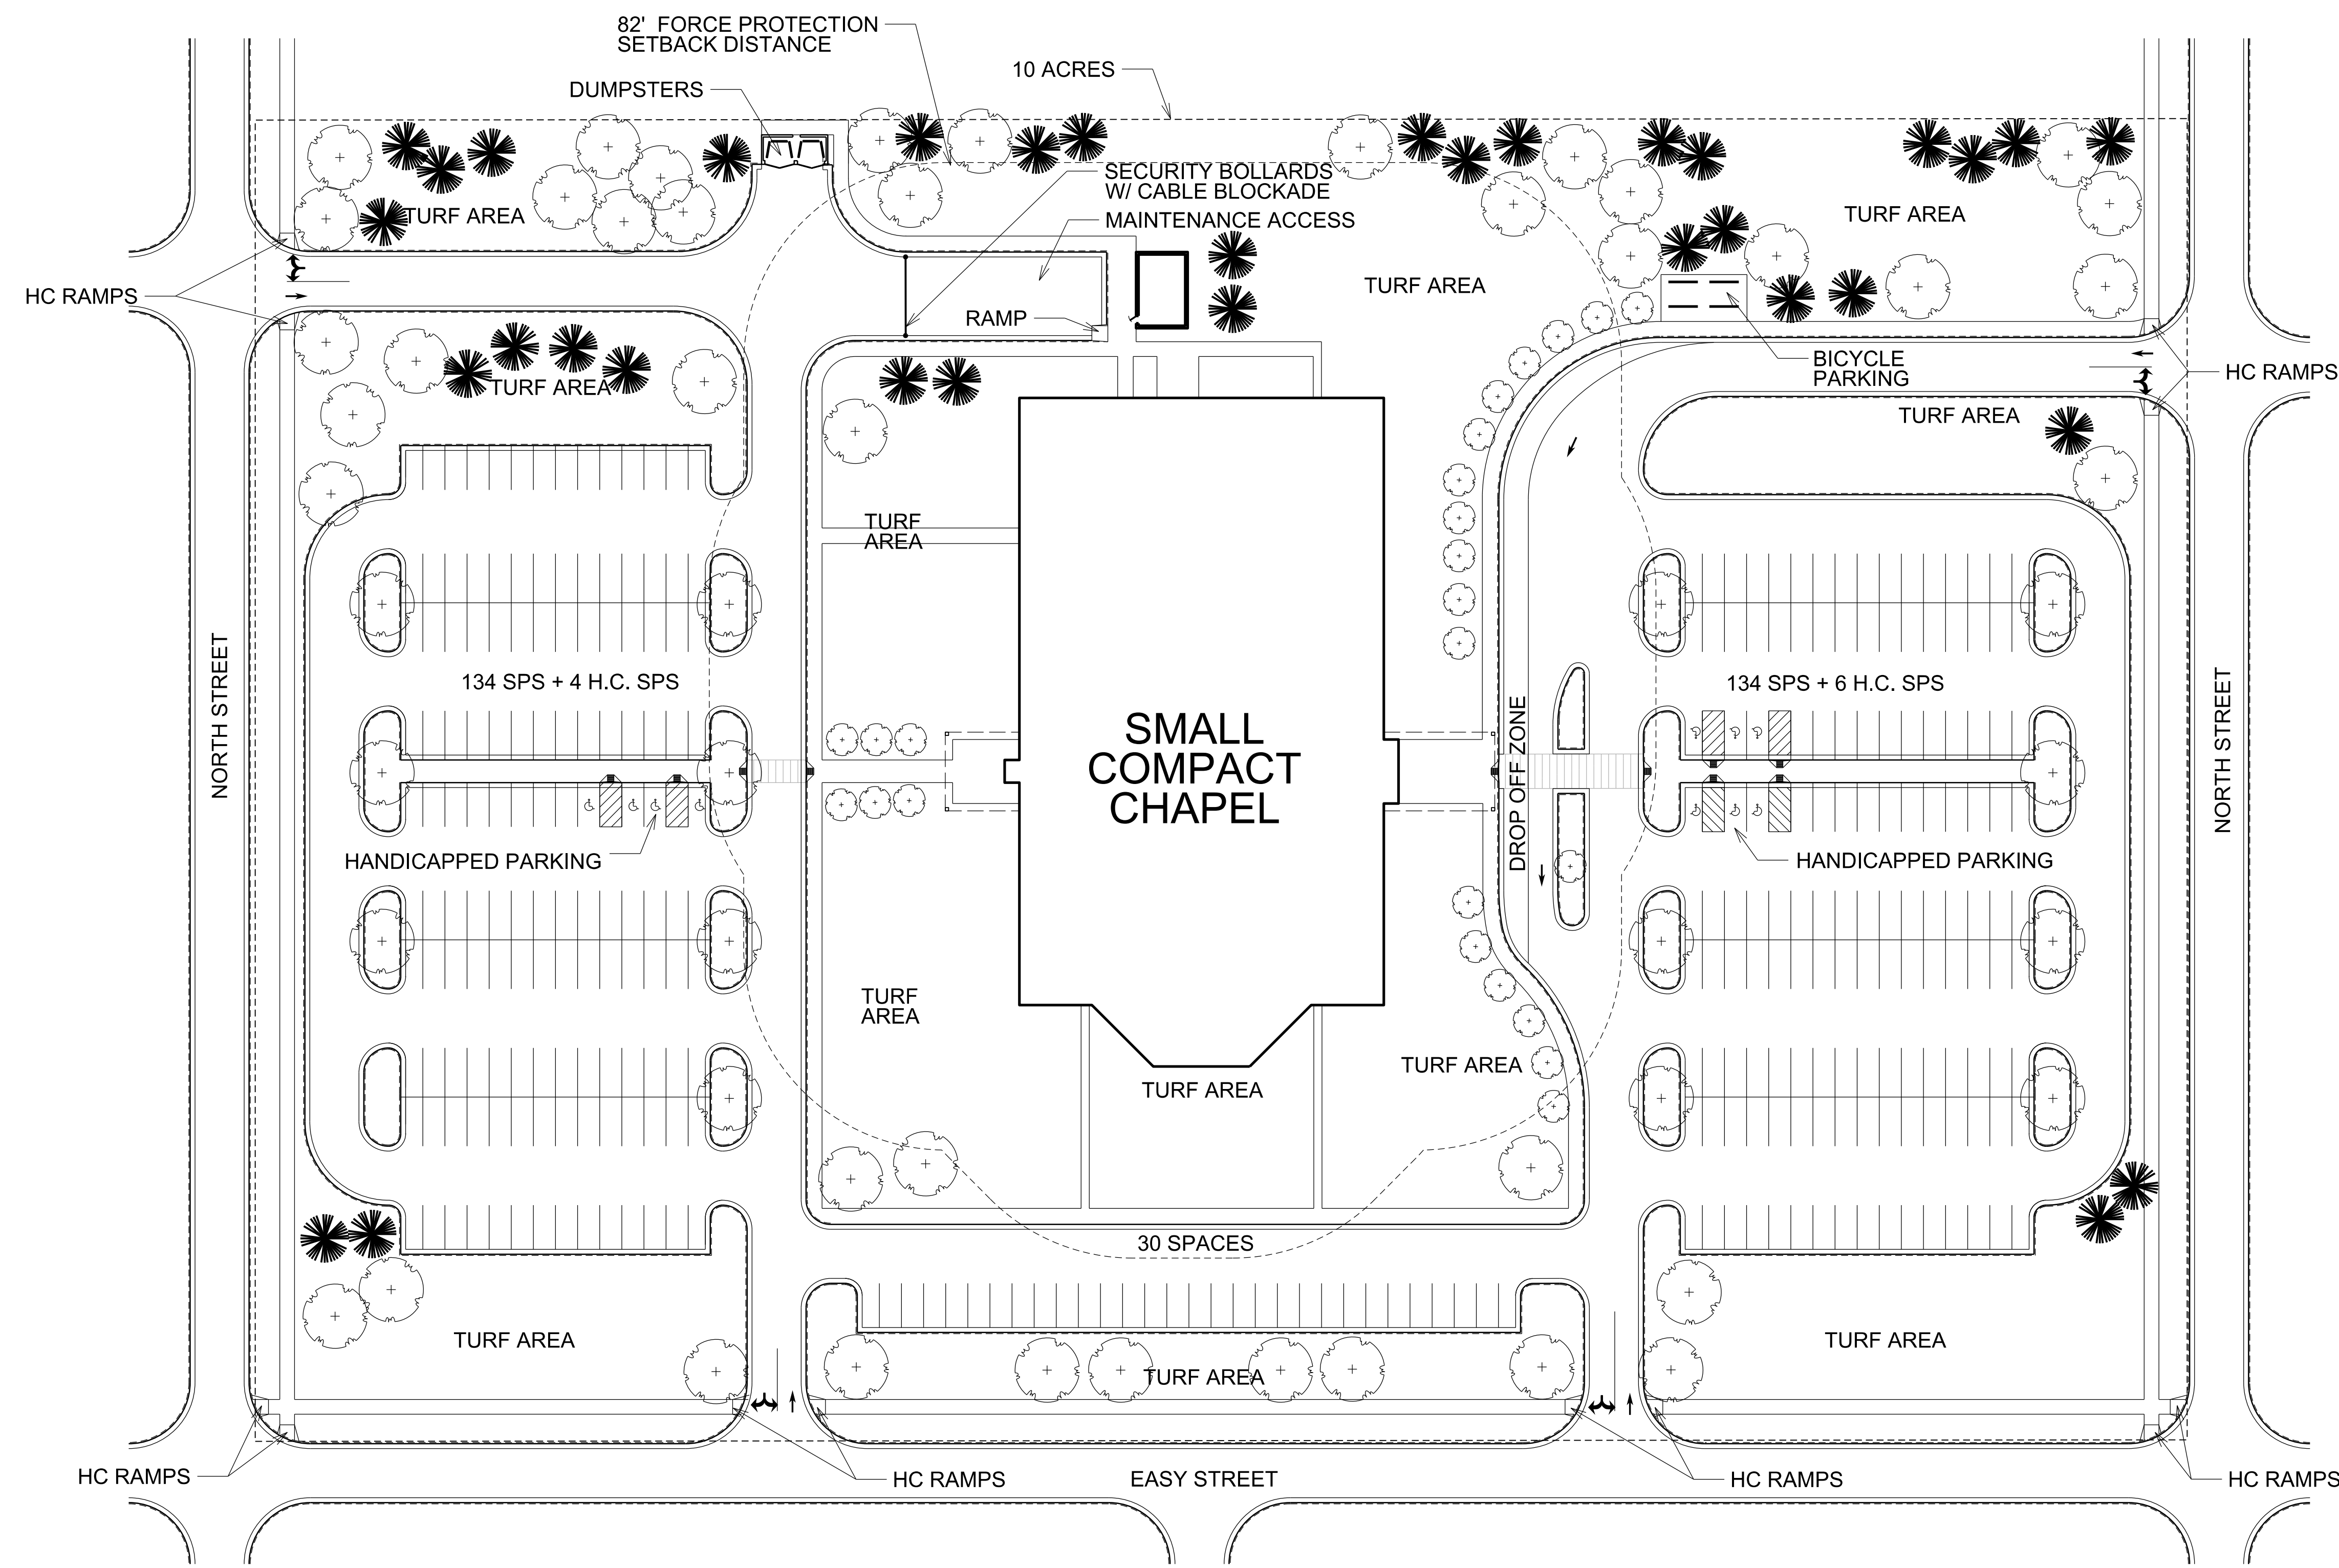 82' FORCE PROTECTION
SETBACK DISTANCE
10 ACRES
DUMPSTERS
SECURITY BOLLARDS
W/ CABLE BLOCKADE
MAINTENANCE ACCESS
TURF AREA
TURF AREA
TURF AREA
HC RAMPS
RAMP
BICYCLE
PARKING
HC RAMPS
TURF AREA
TURF AREA
TURF
AREA
NORTH STREET
134 SPS + 4 H.C. SPS
SMALL
COMPACT
CHAPEL
DROP OFF ZONE
134 SPS + 6 H.C. SPS
NORTH STREET
HANDICAPPED PARKING
HANDICAPPED PARKING
TURF
AREA
TURF AREA
TURF AREA
30 SPACES
TURF AREA
TURF AREA
TURF AREA
HC RAMPS
HC RAMPS
EASY STREET
HC RAMPS
HC RAMPS